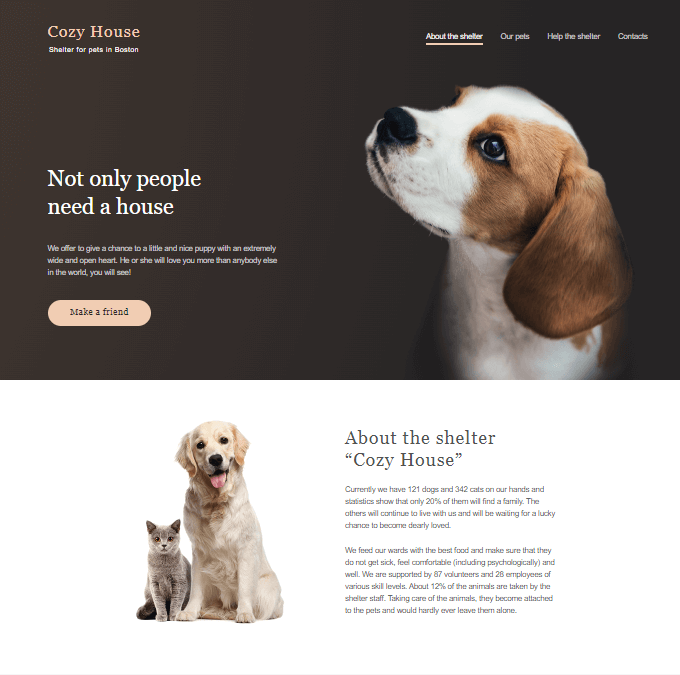 Cozy House
Shelter for pets in Boston
About the shelter
Our pets
Help the shelter
Contacts
Not only people
need a house
We offer to give a chance to a little and nice puppy with an extremely
wide and open heart. He or she will love you more than anybody else
in the world, you will see!
Make a friend
About the shelter
“Cozy House”
Currently we have 121 dogs and 342 cats on our hands and
statistics show that only 20% of them will find a family. The
others will continue to live with us and will be waiting for a lucky
chance to become dearly loved.
We feed our wards with the best food and make sure that they
do not get sick, feel comfortable (including psychologically) and
well. We are supported by 87 volunteers and 28 employees of
various skill levels. About 12% of the animals are taken by the
shelter staff. Taking care of the animals, they become attached
to the pets and would hardly ever leave them alone.